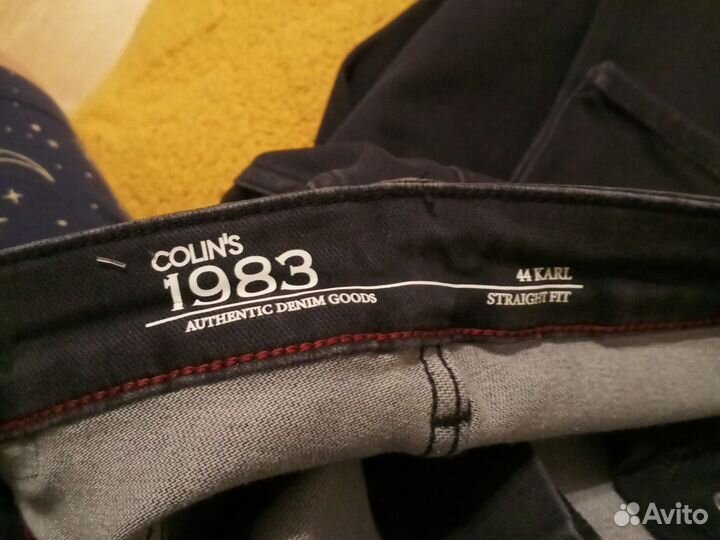 COLIN'S
1983
AUTHENTIC DENIM GOODS
44 KARL
STRAIGHT FIT
Avito